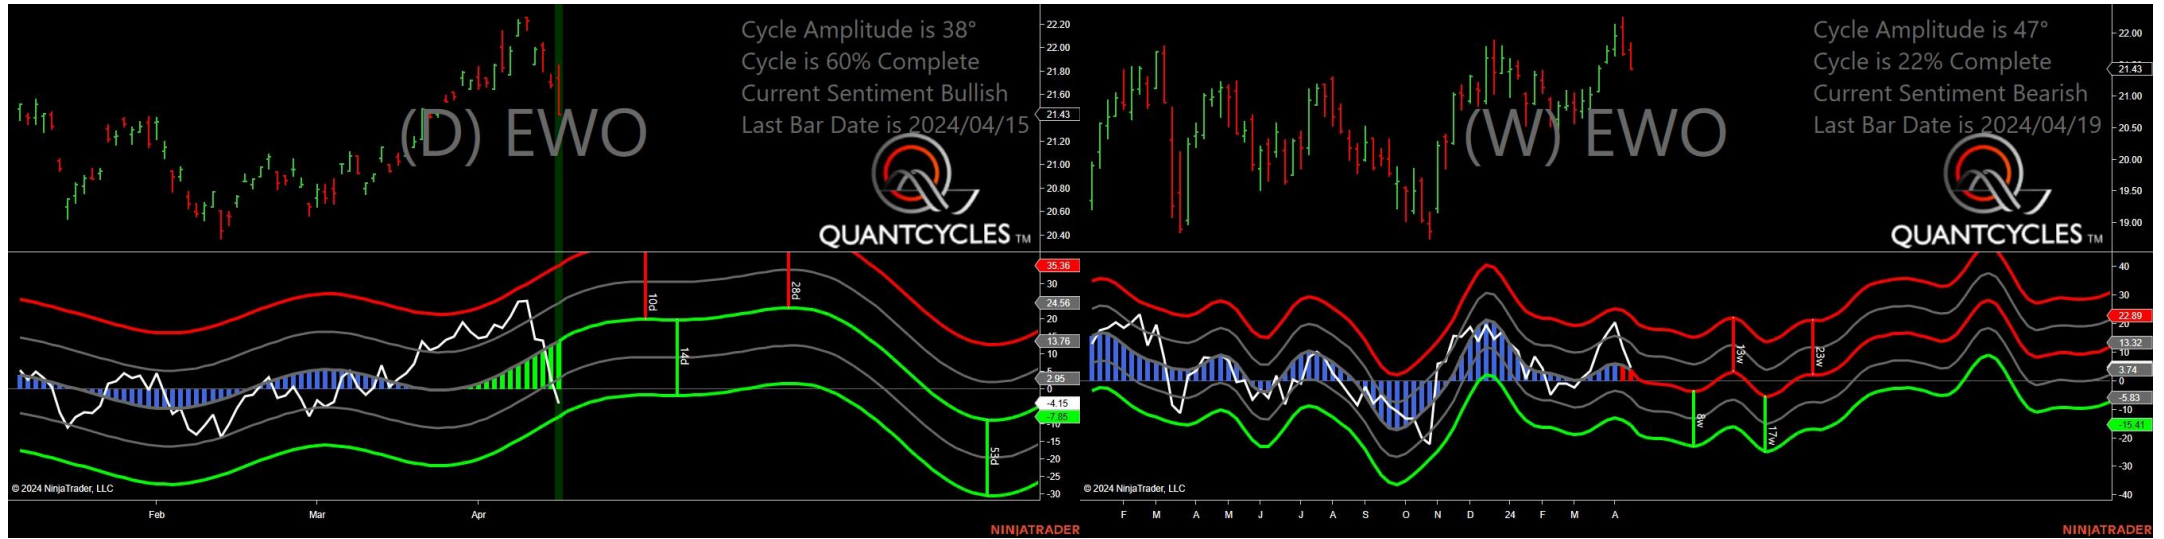 Cycle Amplitude is 38°
Cycle is 60% Complete
Current Sentiment Bullish
Last Bar Date is 2024/04/15
(D) EWO
QUANTCYCLES TM
22.20
22.00
21.80
21.60
21.43
21.20
21.00
20.80
20.60
20.40
35.36
30
24.56
20
13.76
10
5
2.95
0
-4.15
-7.85
-10
-15
-20
-25
-30
10d
14d
28d
53d
© 2024 NinjaTrader, LLC
Feb
Mar
Apr
NINJATRADER
Cycle Amplitude is 47°
Cycle is 22% Complete
Current Sentiment Bearish
Last Bar Date is 2024/04/19
(W) EWO
QUANTCYCLES TM
22.00
21.43
21.00
20.50
20.00
19.50
19.00
40
30
22.89
20
13.32
10
3.74
0
-5.83
-10
-15.41
-20
-30
-40
8w
13w
17w
23w
© 2024 NinjaTrader, LLC
F
M
A
M
J
J
A
S
O
N
D
24
F
M
A
NINJATRADER